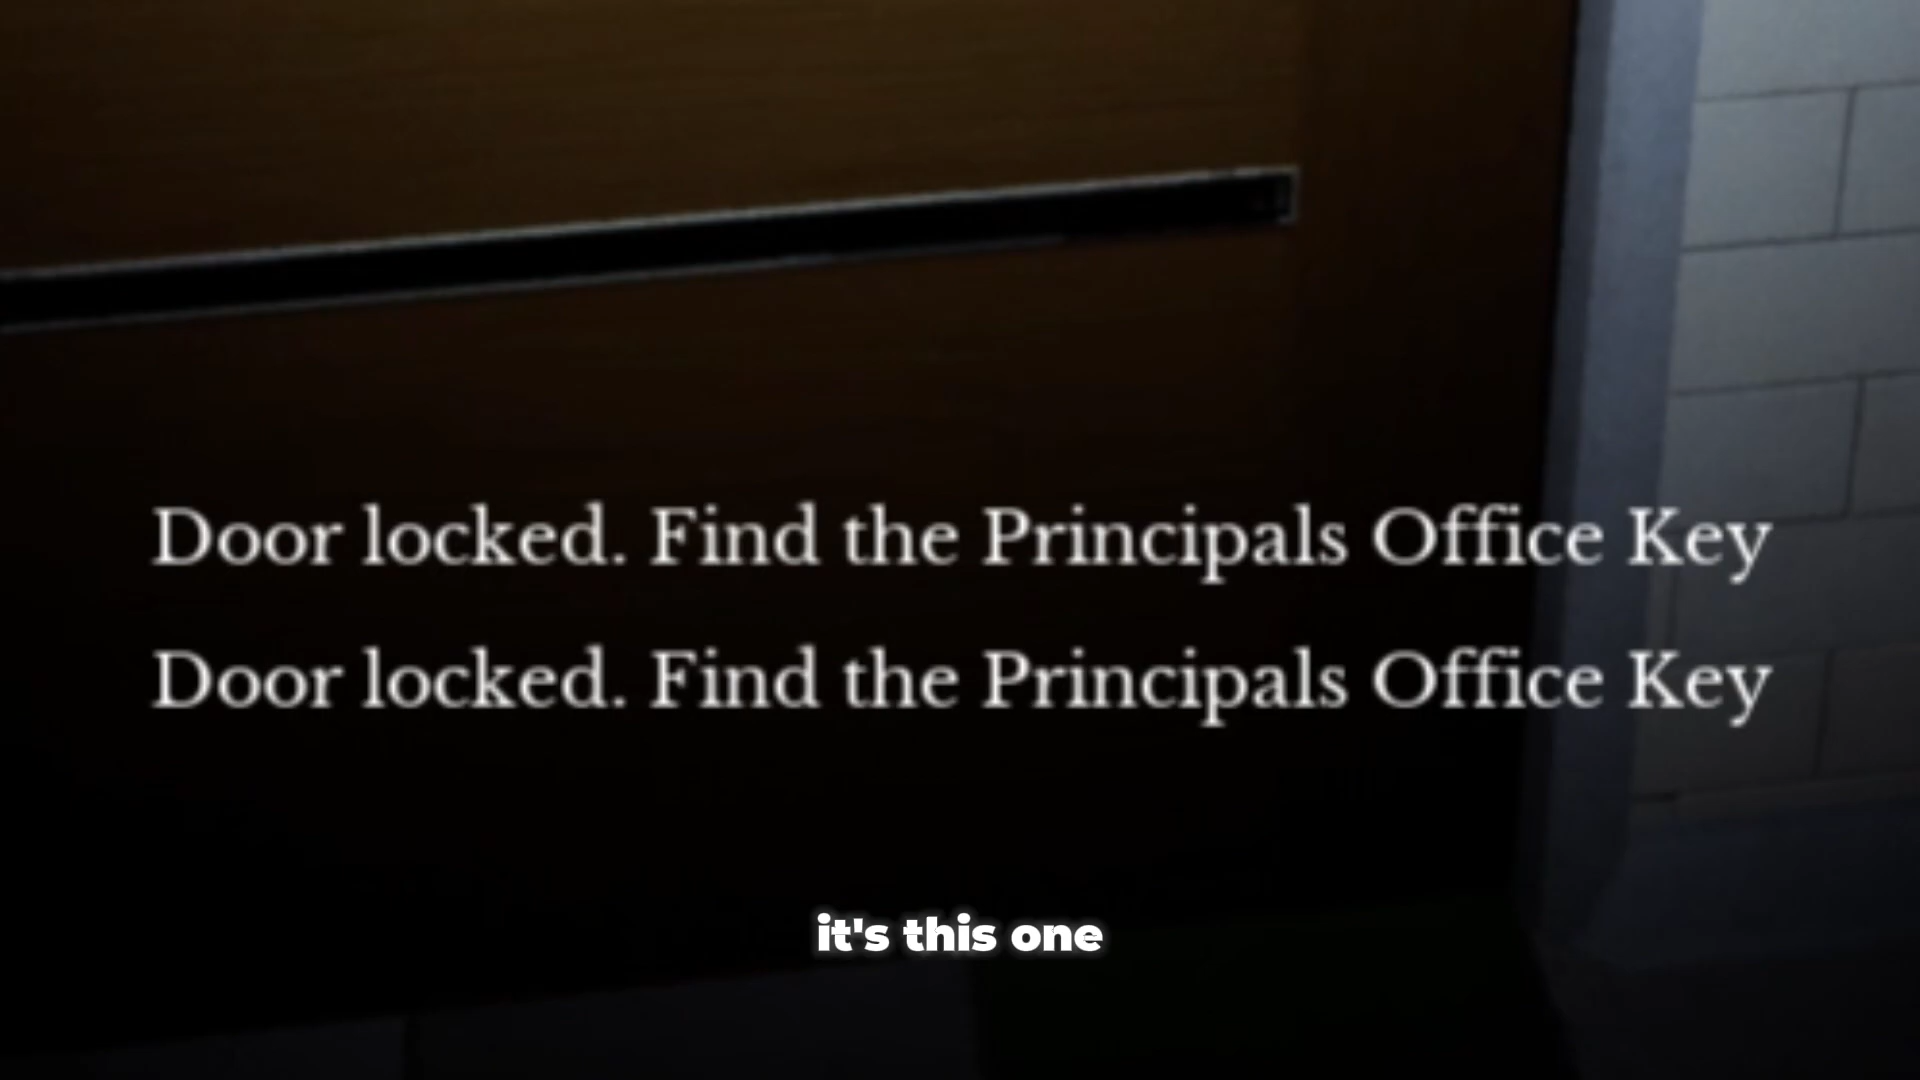 Door locked. Find the Principals Office Key
Door locked. Find the Principals Office Key
it's this one